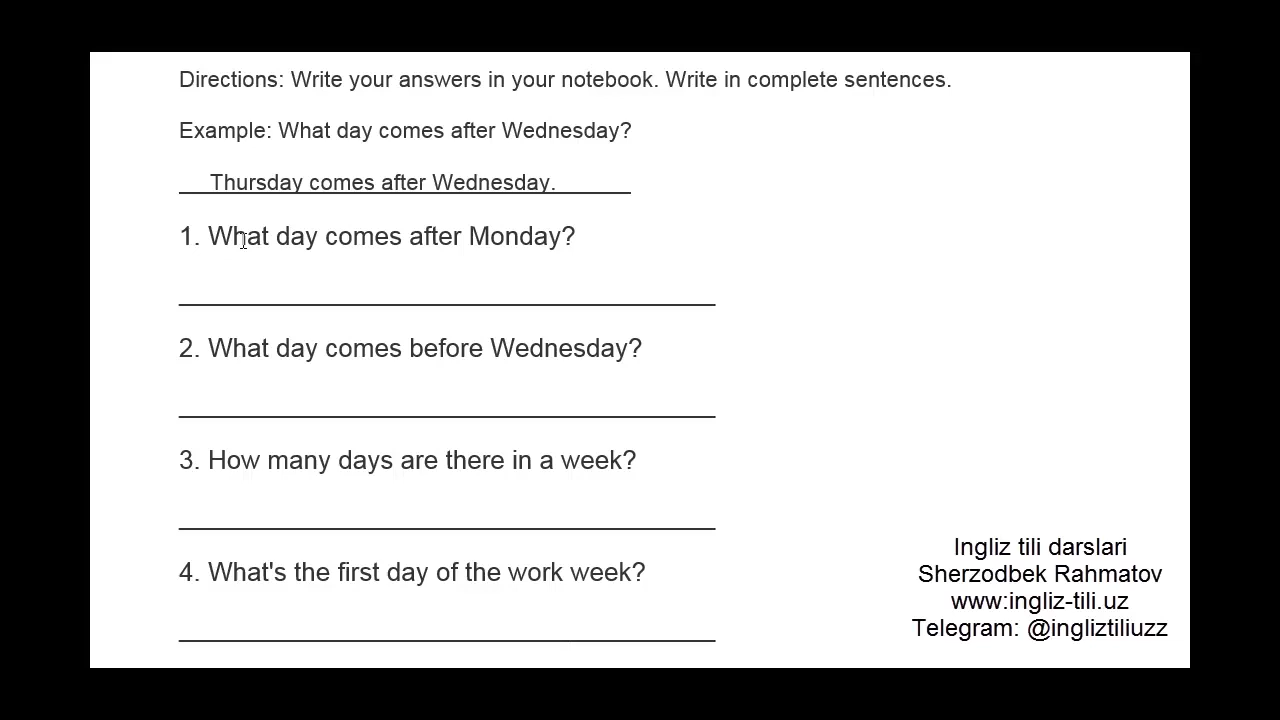 Directions: Write your answers in your notebook. Write in complete sentences.
Example: What day comes after Wednesday?
Thursday comes after Wednesday.
1. What day comes after Monday?
2. What day comes before Wednesday?
3. How many days are there in a week?
4. What's the first day of the work week?
Ingliz tili darslari
Sherzodbek Rahmatov
www:ingliz-tili.uz
Telegram: @ingliztiliuzz